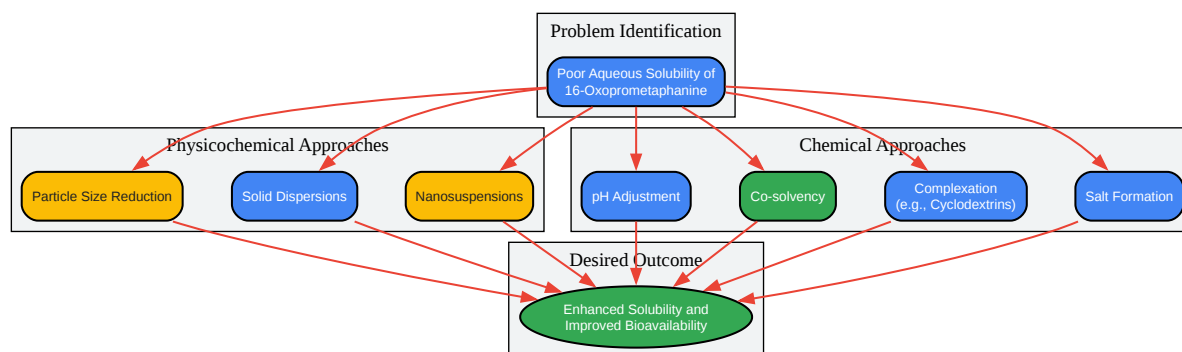 Problem Identification
Poor Aqueous Solubility of
16-Oxoprometaphanine
Physicochemical Approaches
Particle Size Reduction
Solid Dispersions
Nanosuspensions
Chemical Approaches
pH Adjustment
Co-solvency
Complexation
(e.g., Cyclodextrins)
Salt Formation
Desired Outcome
Enhanced Solubility and
Improved Bioavailability